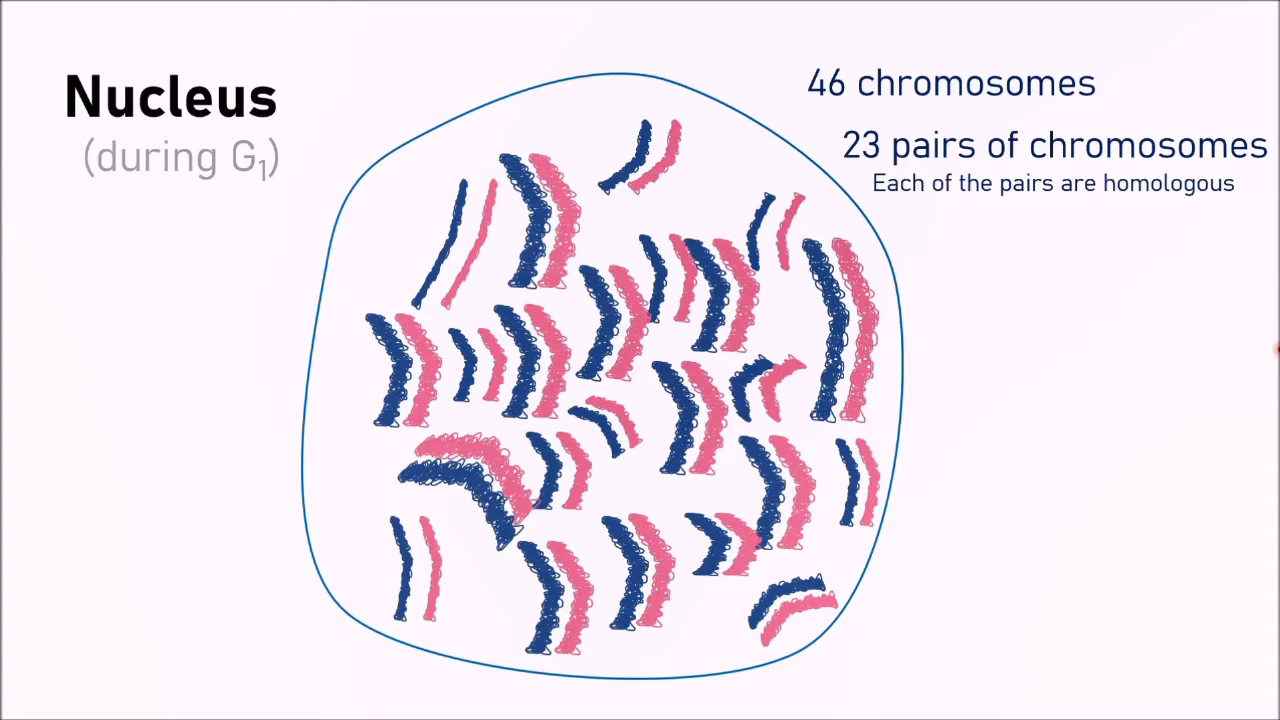 Nucleus
(during G₁)
46 chromosomes
23 pairs of chromosomes
Each of the pairs are homologous